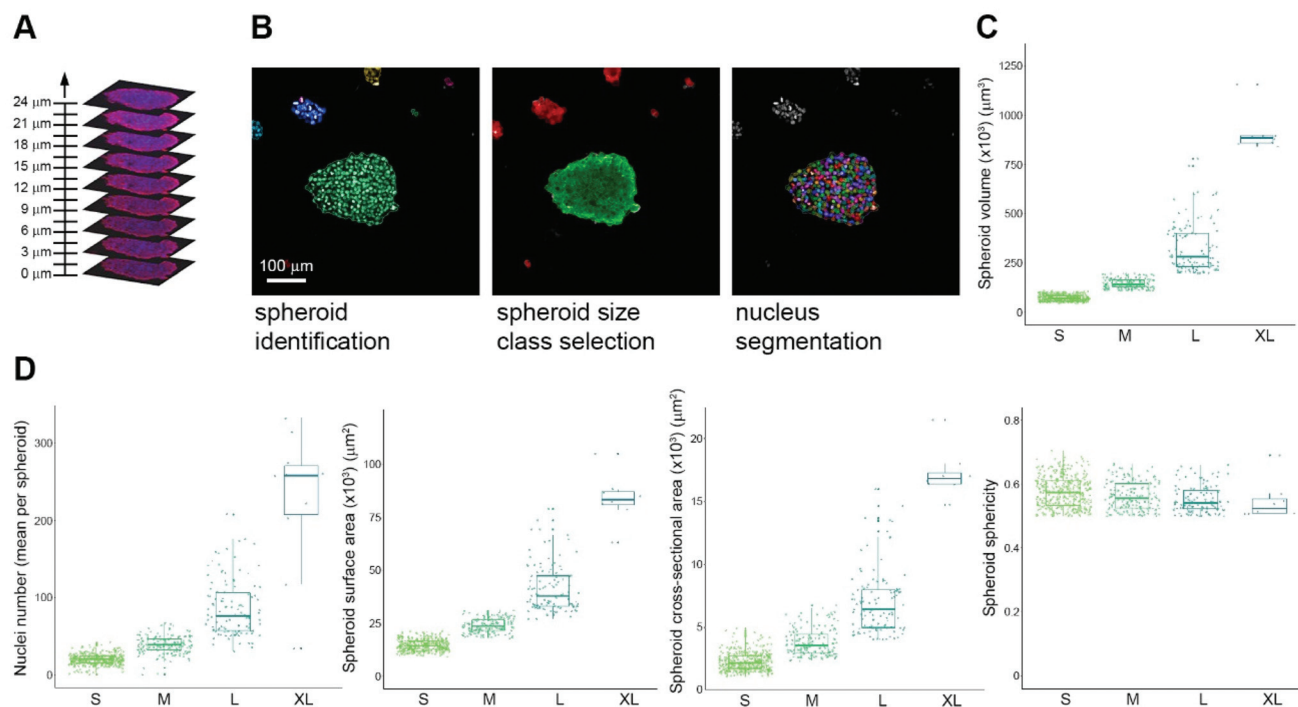 A
24 μm
21 μm
18 μm
15 μm
12 μm
9 μm
6 μm
3 μm
0 μm
B
100 μm
spheroid
identification
spheroid size
class selection
nucleus
segmentation
C
Spheroid volume (x10³) (μm³)
1250
1000
750
500
250
0
S M L XL
D
Nuclei number (mean per spheroid)
300
200
100
0
S M L XL
Spheroid surface area (x10³) (μm²)
100
75
50
25
0
S M L XL
Spheroid cross-sectional area (x10³) (μm²)
20
15
10
5
0
S M L XL
Spheroid sphericity
0.8
0.6
0.4
0.2
0
S M L XL